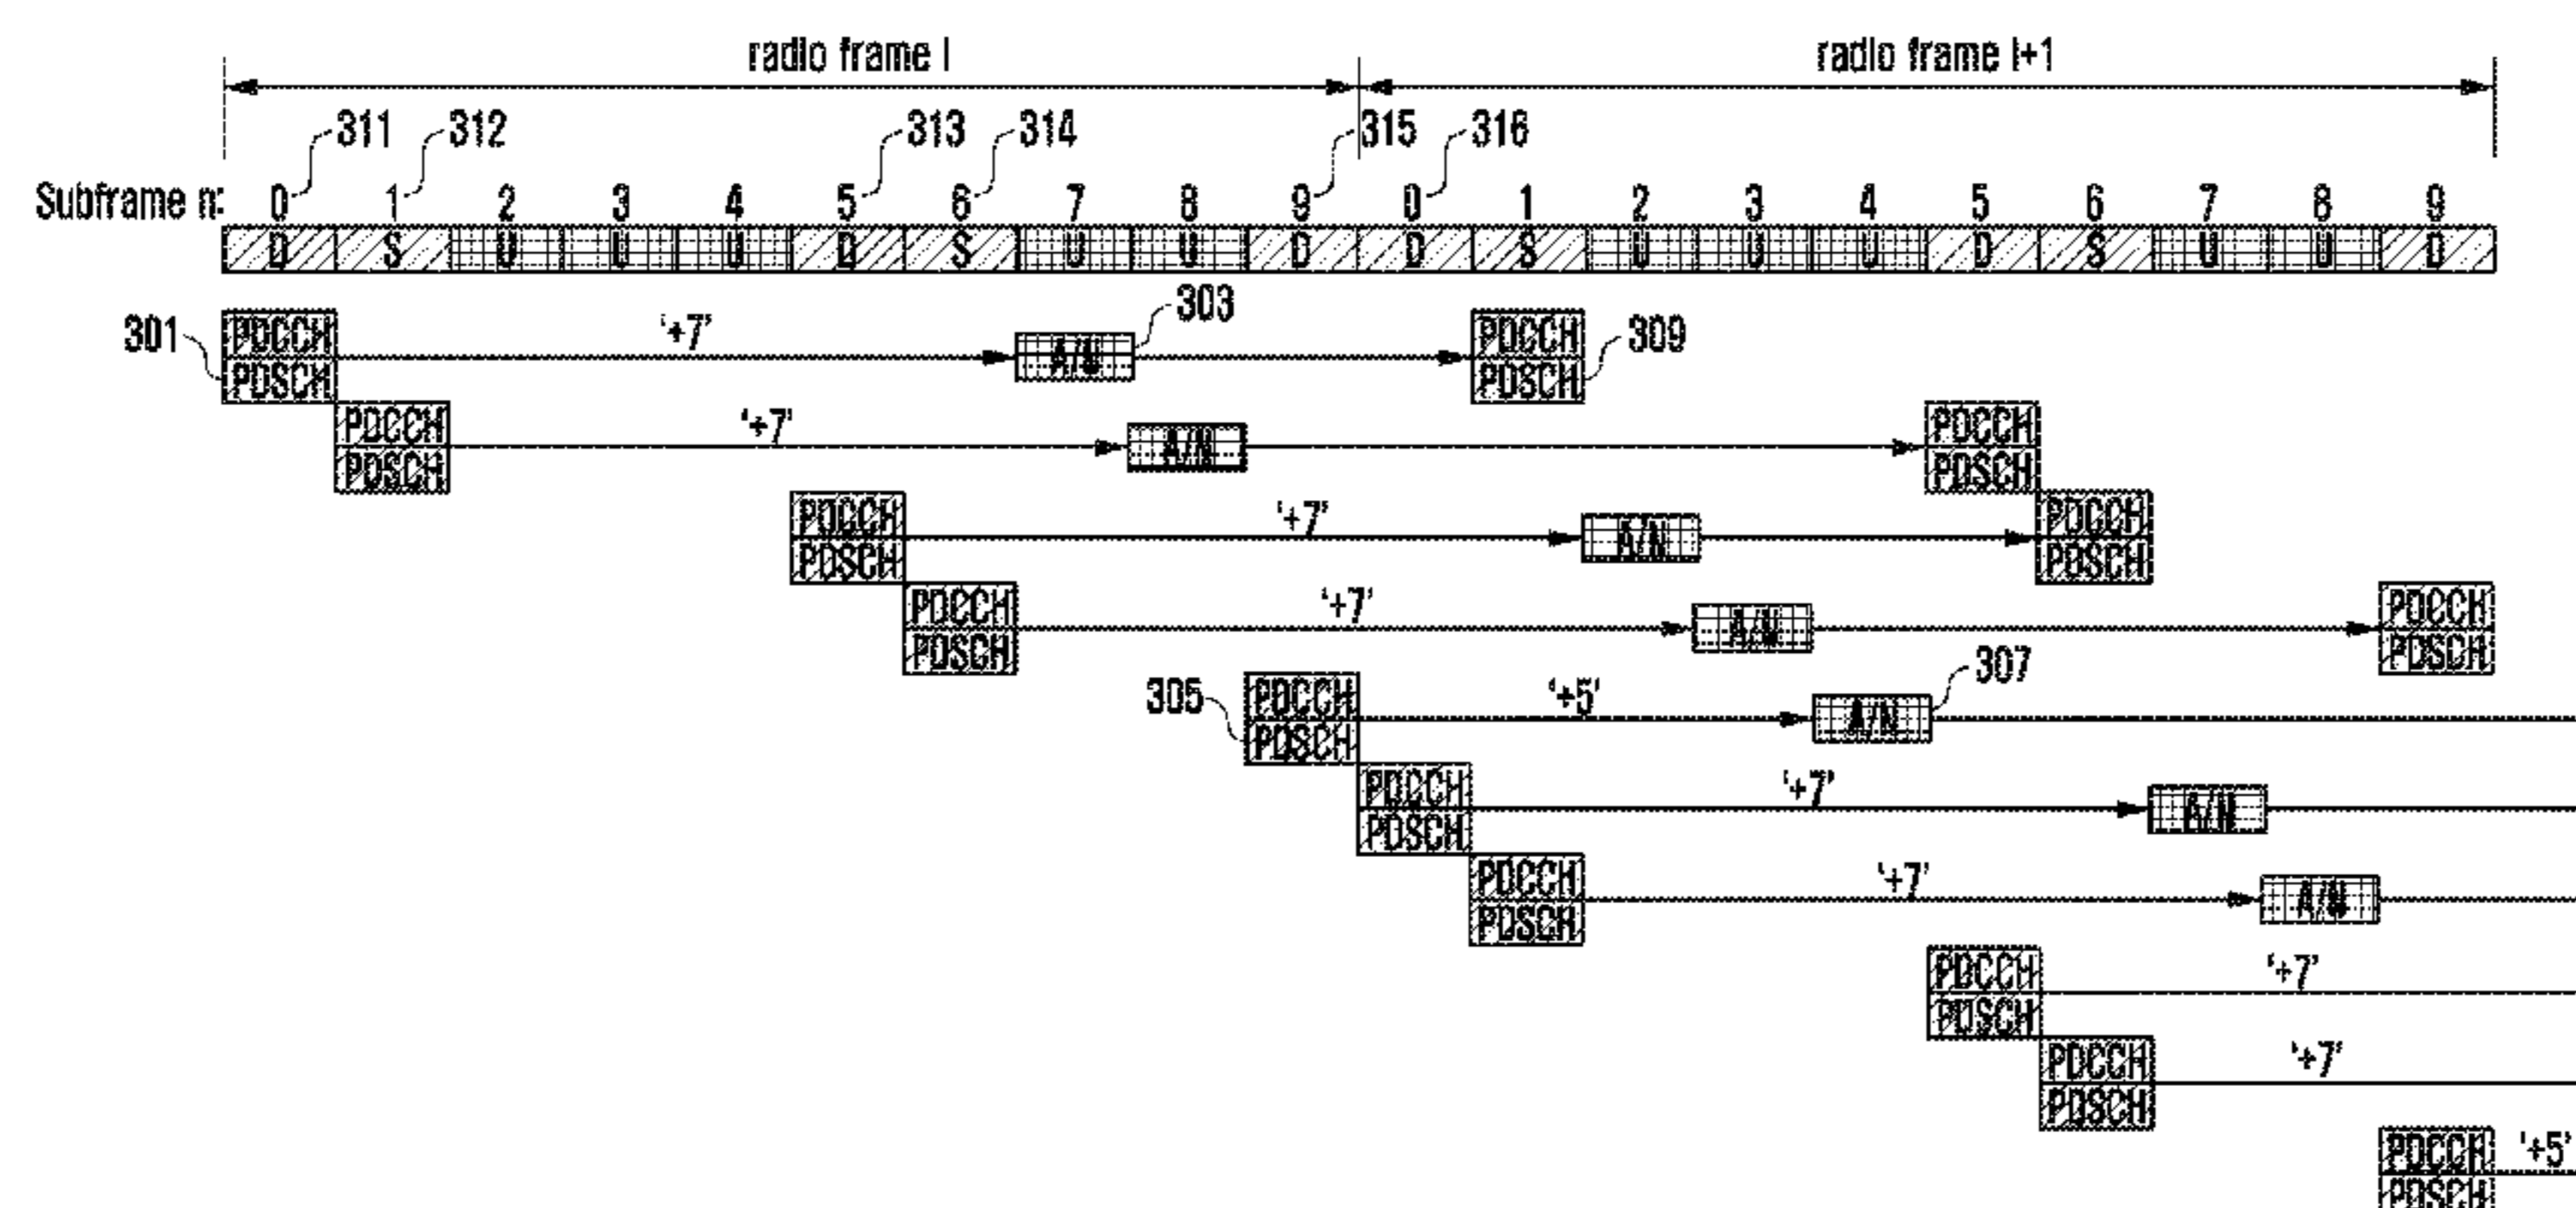 radio frame i radio frame i+1
311 312 313 314 315 316
Subframe n: 0 1 2 3 4 5 6 7 8 9 0 1 2 3 4 5 6 7 8 9
D S U U U D S U U D D S U U U D S U U D
301 PDCCH PDSCH '+7' A/N 303 PDCCH PDSCH 309
PDCCH PDSCH '+7' A/N PDCCH PDSCH
PDCCH PDSCH '+7' A/N PDCCH PDSCH
PDCCH PDSCH '+7' A/N PDCCH PDSCH
305 PDCCH PDSCH '+5' A/N 307
PDCCH PDSCH '+7' A/N
PDCCH PDSCH '+7' A/N
PDCCH PDSCH '+7'
PDCCH PDSCH '+7'
PDCCH PDSCH '+5'